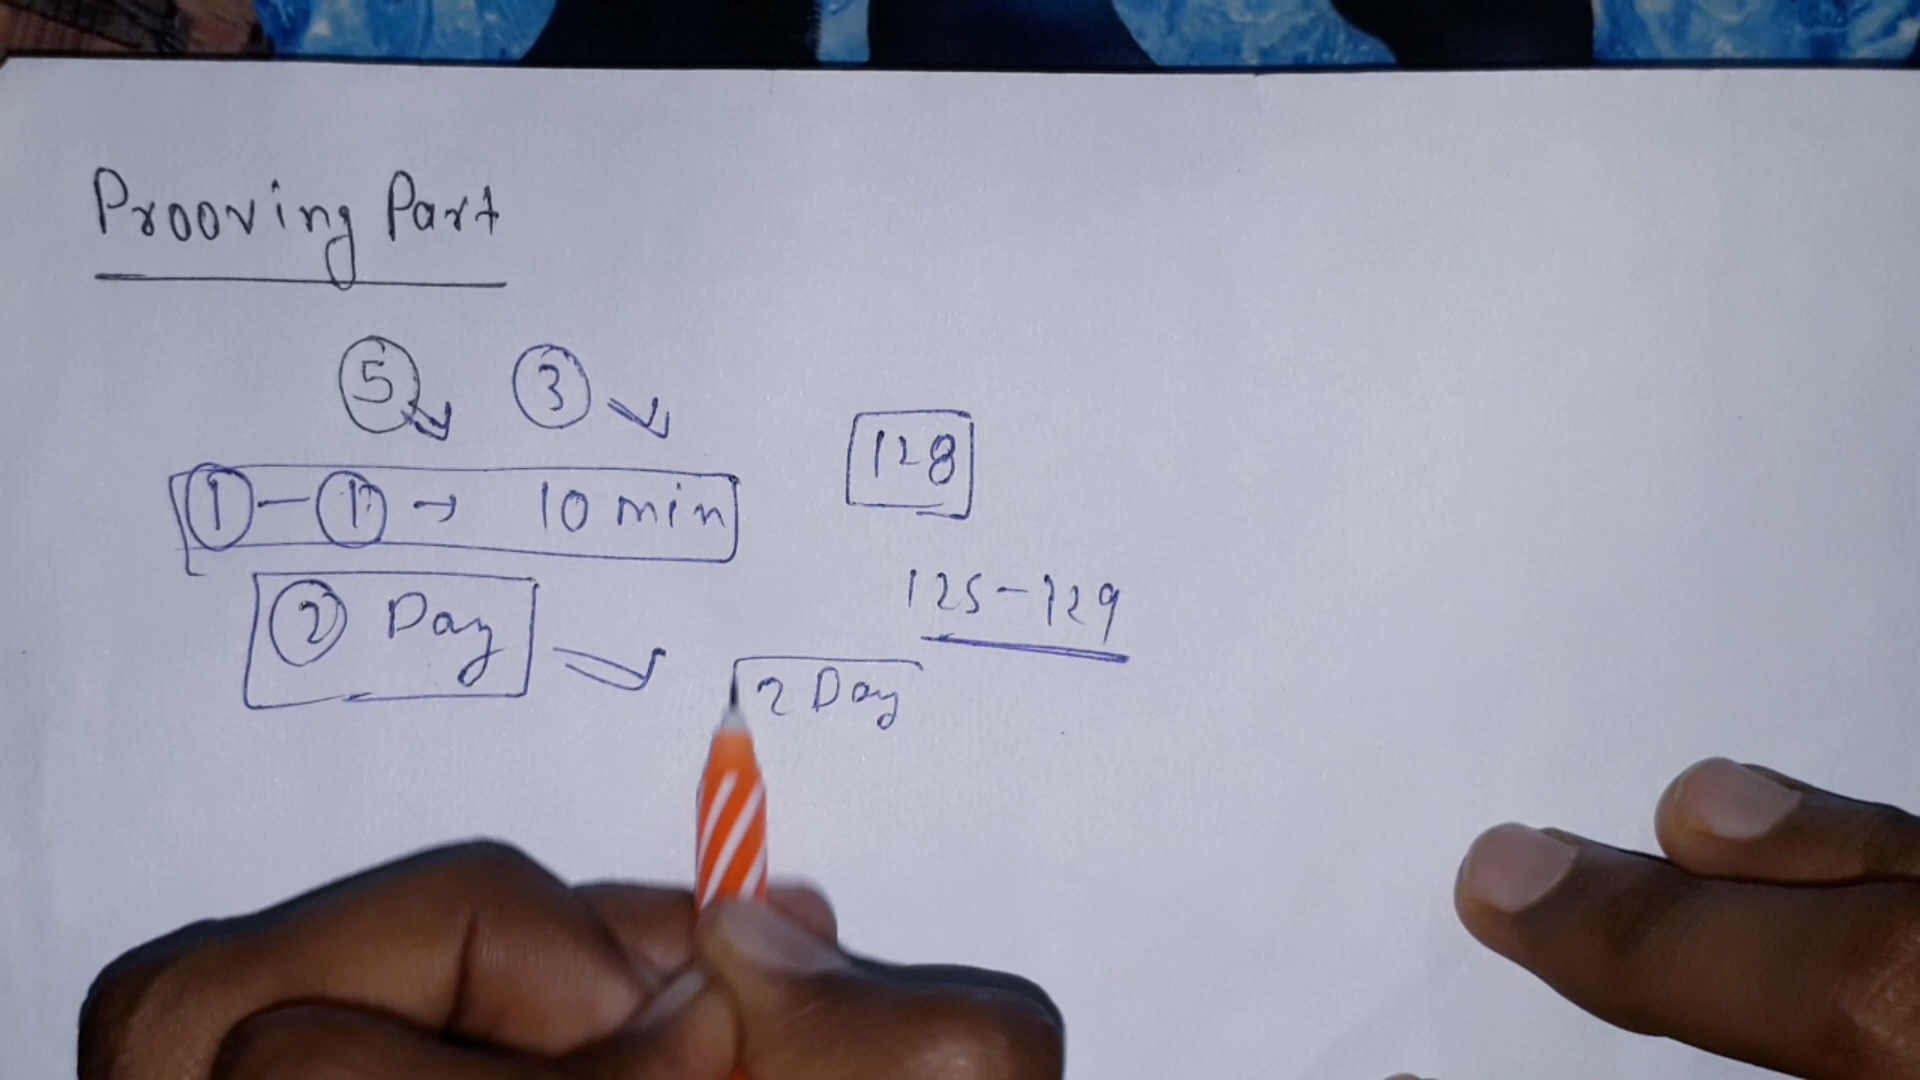 Prooving Part
5 3
1 - 1 → 10 min
128
2 Day
125-129
2 Day